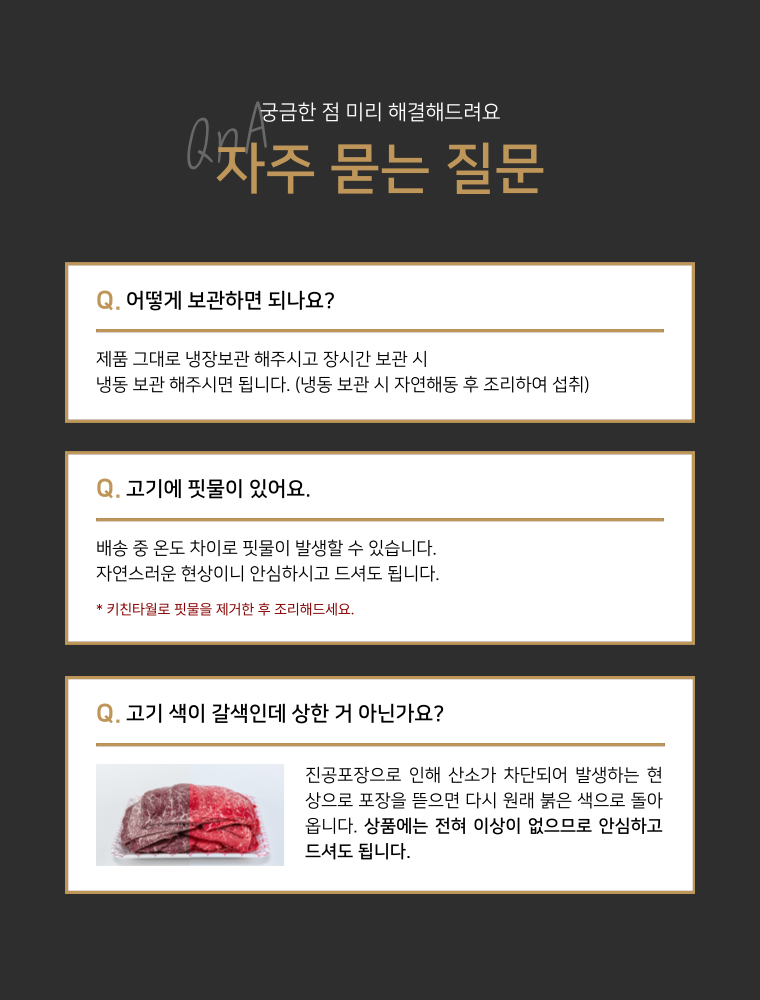 궁금한 점 미리 해결해드려요
QnA
자주 묻는 질문
Q. 어떻게 보관하면 되나요?
제품 그대로 냉장보관 해주시고 장시간 보관 시
냉동 보관 해주시면 됩니다. (냉동 보관 시 자연해동 후 조리하여 섭취)
Q. 고기에 핏물이 있어요.
배송 중 온도 차이로 핏물이 발생할 수 있습니다.
자연스러운 현상이니 안심하시고 드셔도 됩니다.
* 키친타월로 핏물을 제거한 후 조리해드세요.
Q. 고기 색이 갈색인데 상한 거 아닌가요?
진공포장으로 인해 산소가 차단되어 발생하는 현
상으로 포장을 뜯으면 다시 원래 붉은 색으로 돌아
옵니다. 상품에는 전혀 이상이 없으므로 안심하고
드셔도 됩니다.